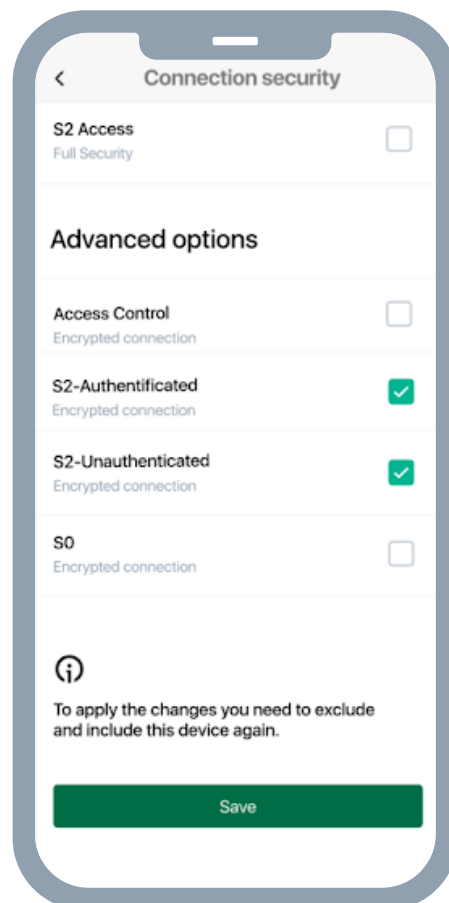 Connection security
S2 Access
Full Security
Advanced options
Access Control
Encrypted connection
S2-Authentificated
Encrypted connection
S2-Unauthenticated
Encrypted connection
S0
Encrypted connection
To apply the changes you need to exclude
and include this device again.
Save